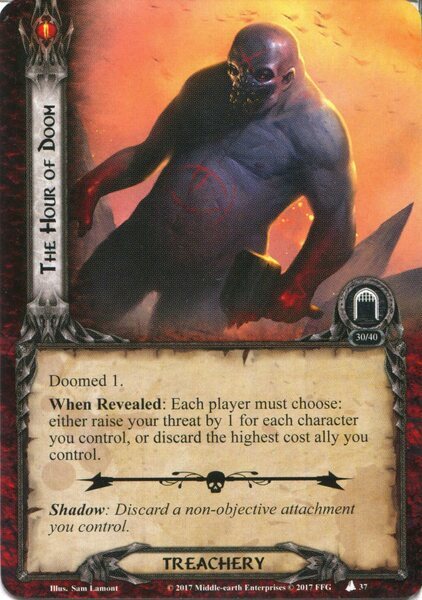 THE HOUR OF DOOM
30/40
Doomed 1.
When Revealed: Each player must choose:
either raise your threat by 1 for each character
you control, or discard the highest cost ally you
control.
Shadow: Discard a non-objective attachment
you control.
TREACHERY
Illus. Sam Lamont © 2017 Middle-earth Enterprises © 2017 FFG 37